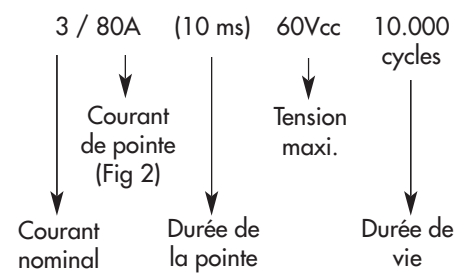 3 / 80A (10 ms) 60Vcc 10.000
cycles
Courant
de pointe
(Fig 2)
Tension
maxi.
Courant
nominal
Durée de
la pointe
Durée de
vie